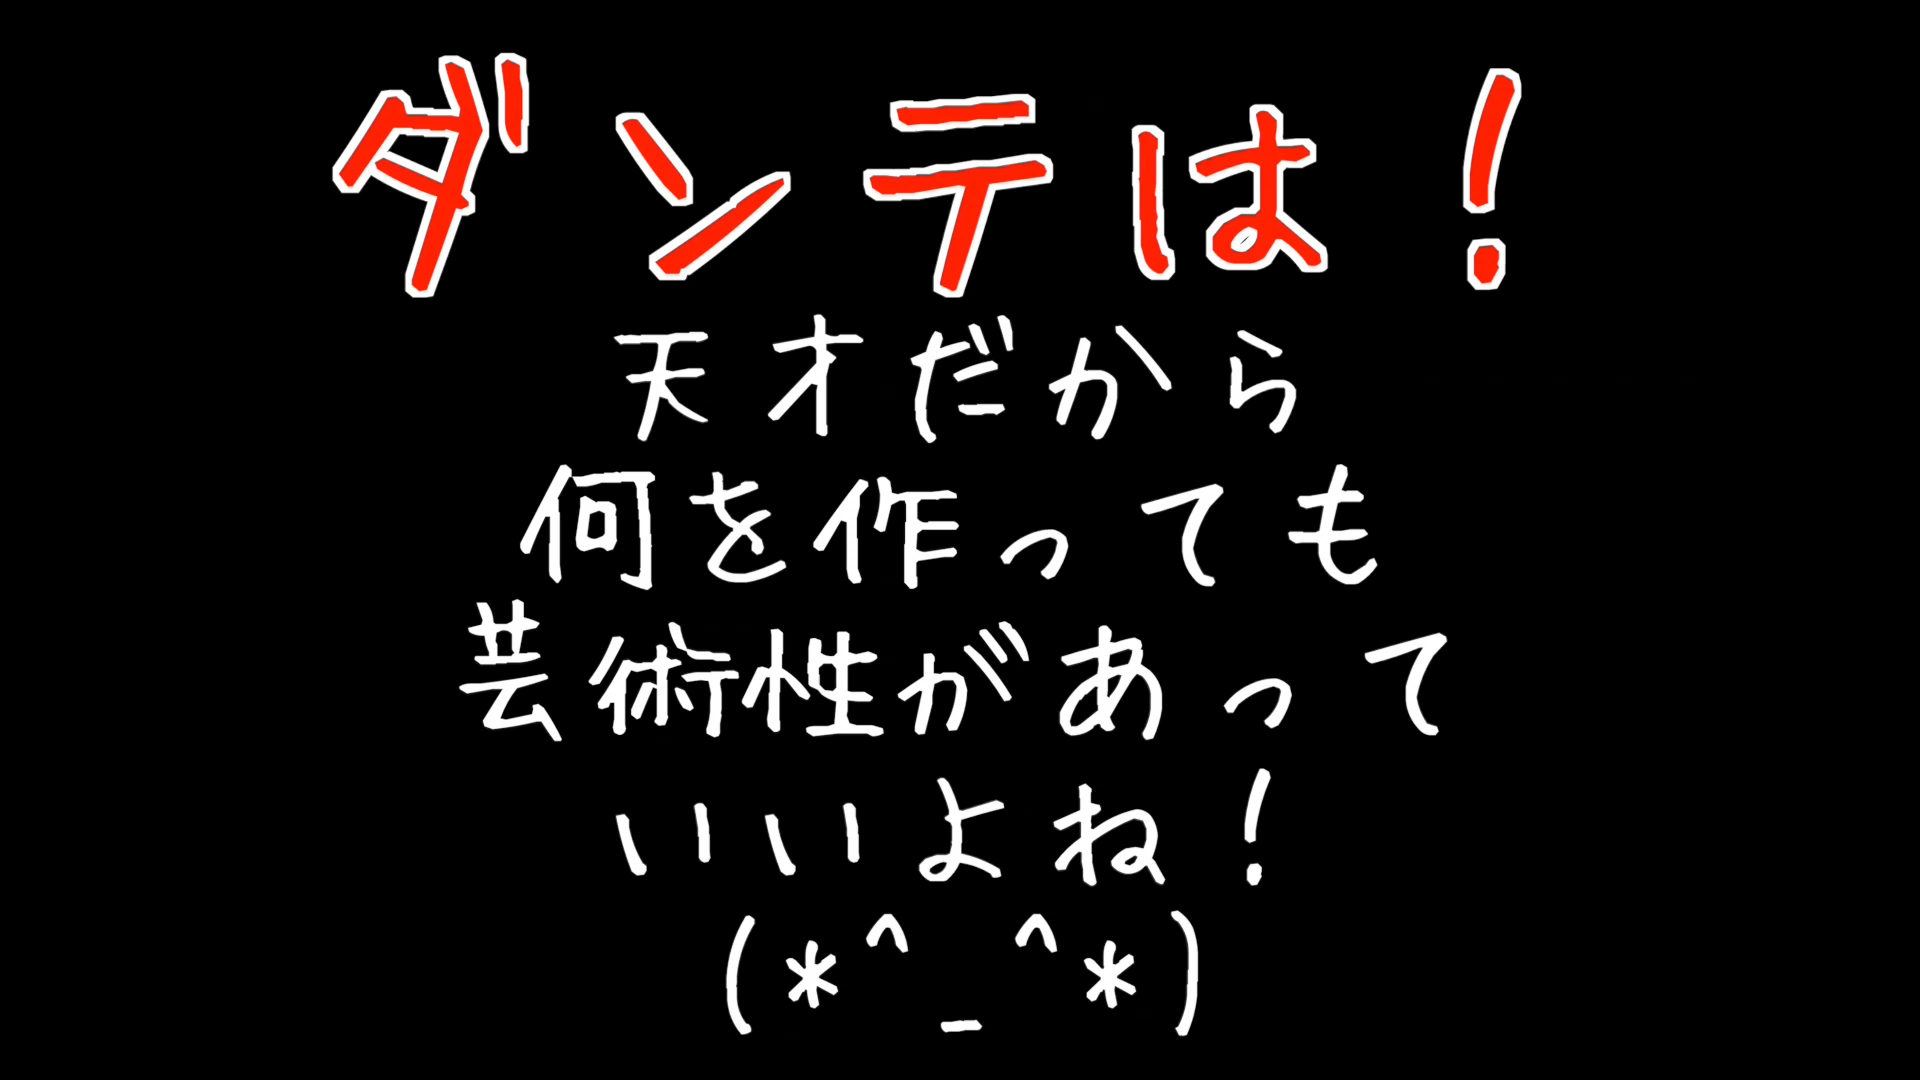 ダンテは！
天才だから
何を作っても
芸術性があって
いいよね！
(*^_^*)